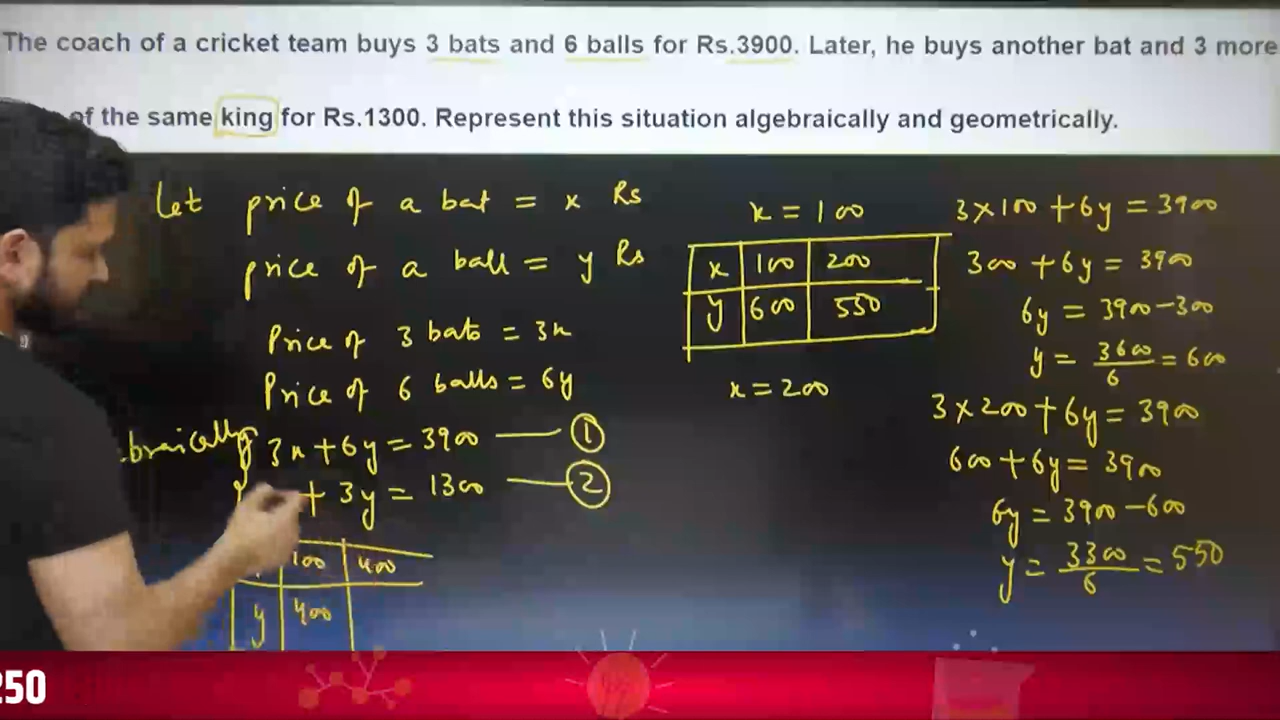 The coach of a cricket team buys 3 bats and 6 balls for Rs.3900. Later, he buys another bat and 3 more
of the same king for Rs.1300. Represent this situation algebraically and geometrically.
Let price of a bat = x Rs
price of a ball = y Rs
Price of 3 bats = 3x
Price of 6 balls = 6y
braically
3x + 6y = 3900 — ①
+ 3y = 1300 — ②
100 400
y 400
x = 100
x 100 200
y 600 550
x = 200
3 × 100 + 6y = 3900
300 + 6y = 3900
6y = 3900 - 300
y = 3600/6 = 600
3 × 200 + 6y = 3900
600 + 6y = 3900
6y = 3900 - 600
y = 3300/6 = 550
250